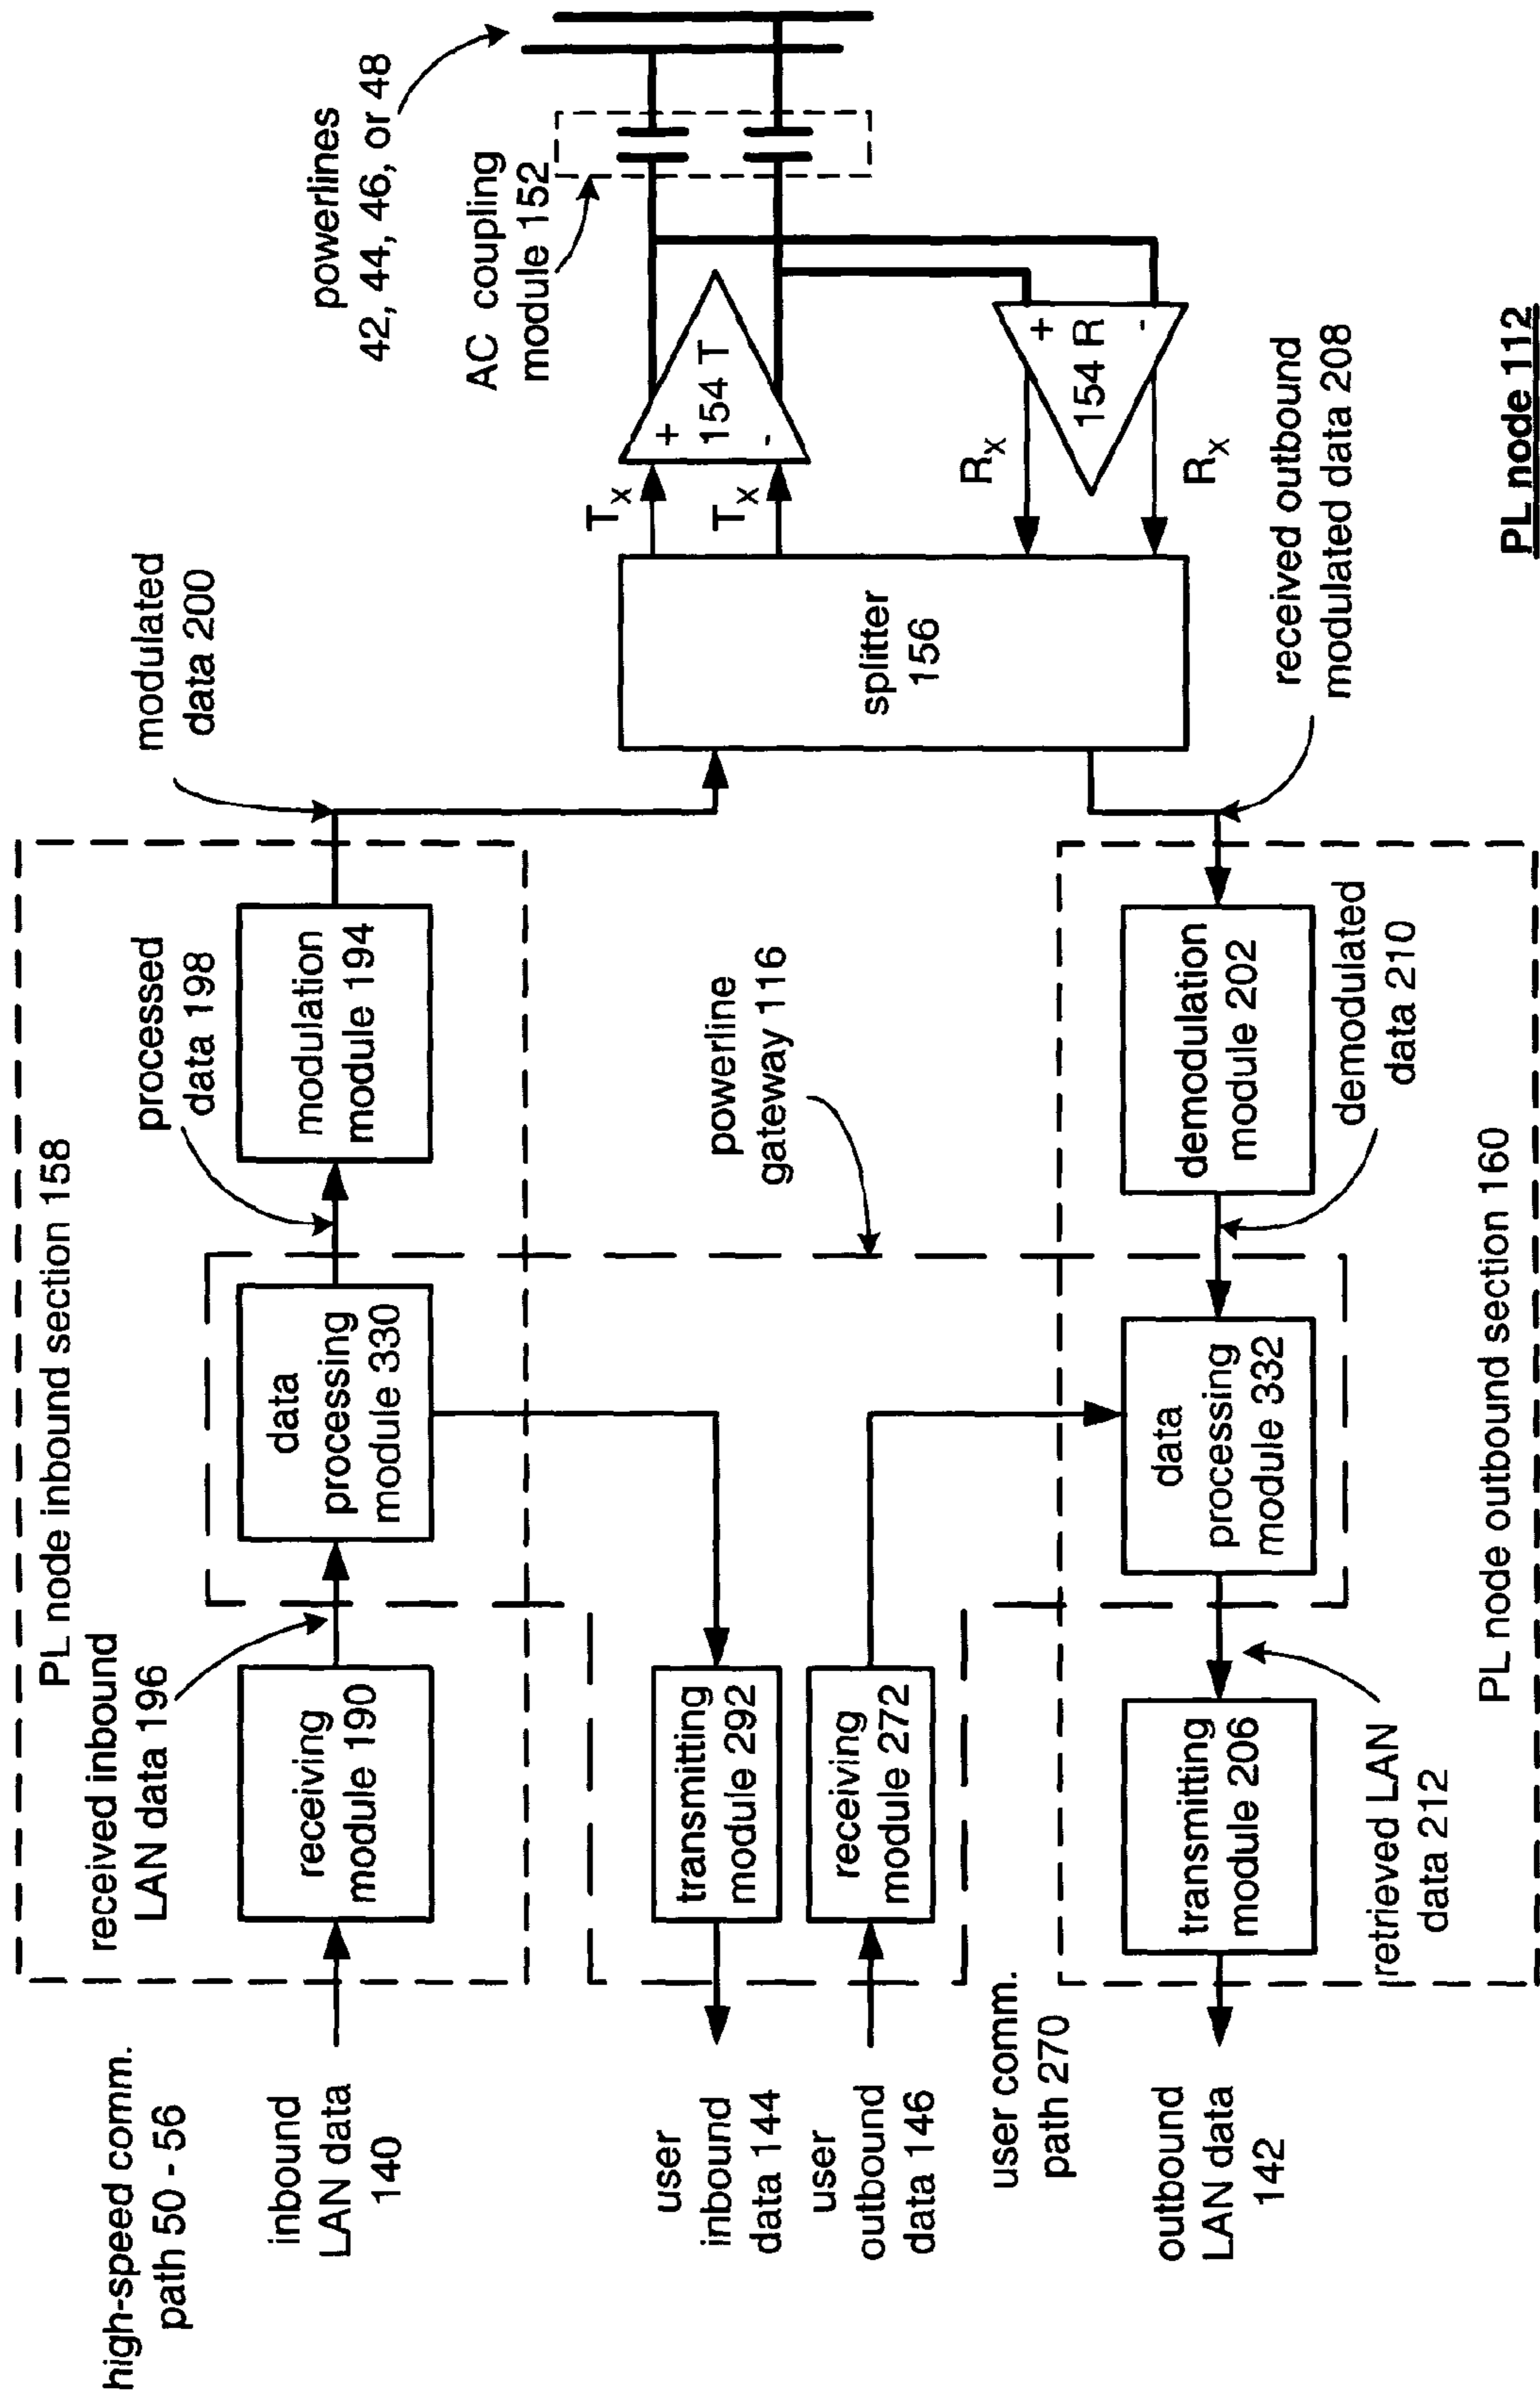 high-speed comm.
path 50 - 56
inbound
LAN data
140
user
inbound
data 144
user
outbound
data 146
user comm.
path 270
outbound
LAN data
142
PL node inbound section 158
received inbound
LAN data 196
receiving
module 190
data
processing
module 330
processed
data 198
modulation
module 194
modulated
data 200
transmitting
module 292
receiving
module 272
powerline
gateway 116
transmitting
module 206
retrieved LAN
data 212
data
processing
module 332
demodulation
module 202
demodulated
data 210
PL node outbound section 160
splitter
156
received outbound
modulated data 208
Tx
Tx
+
154 T
-
Rx
Rx
+
154 R
-
AC coupling
module 152
powerlines
42, 44, 46, or 48
PL node 112